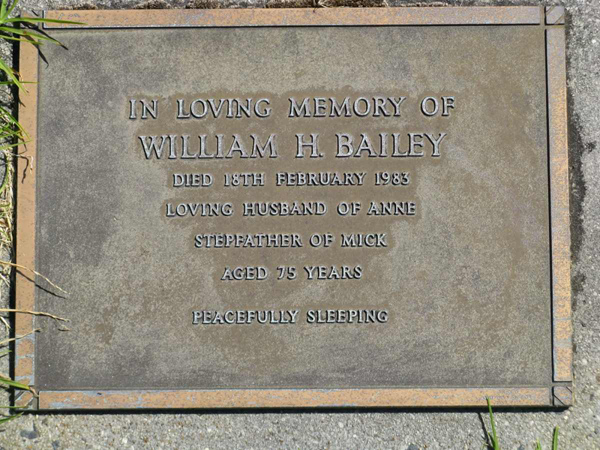 IN LOVING MEMORY OF
WILLIAM H. BAILEY
DIED 18TH FEBRUARY 1983
LOVING HUSBAND OF ANNE
STEPFATHER OF MICK
AGED 75 YEARS
PEACEFULLY SLEEPING